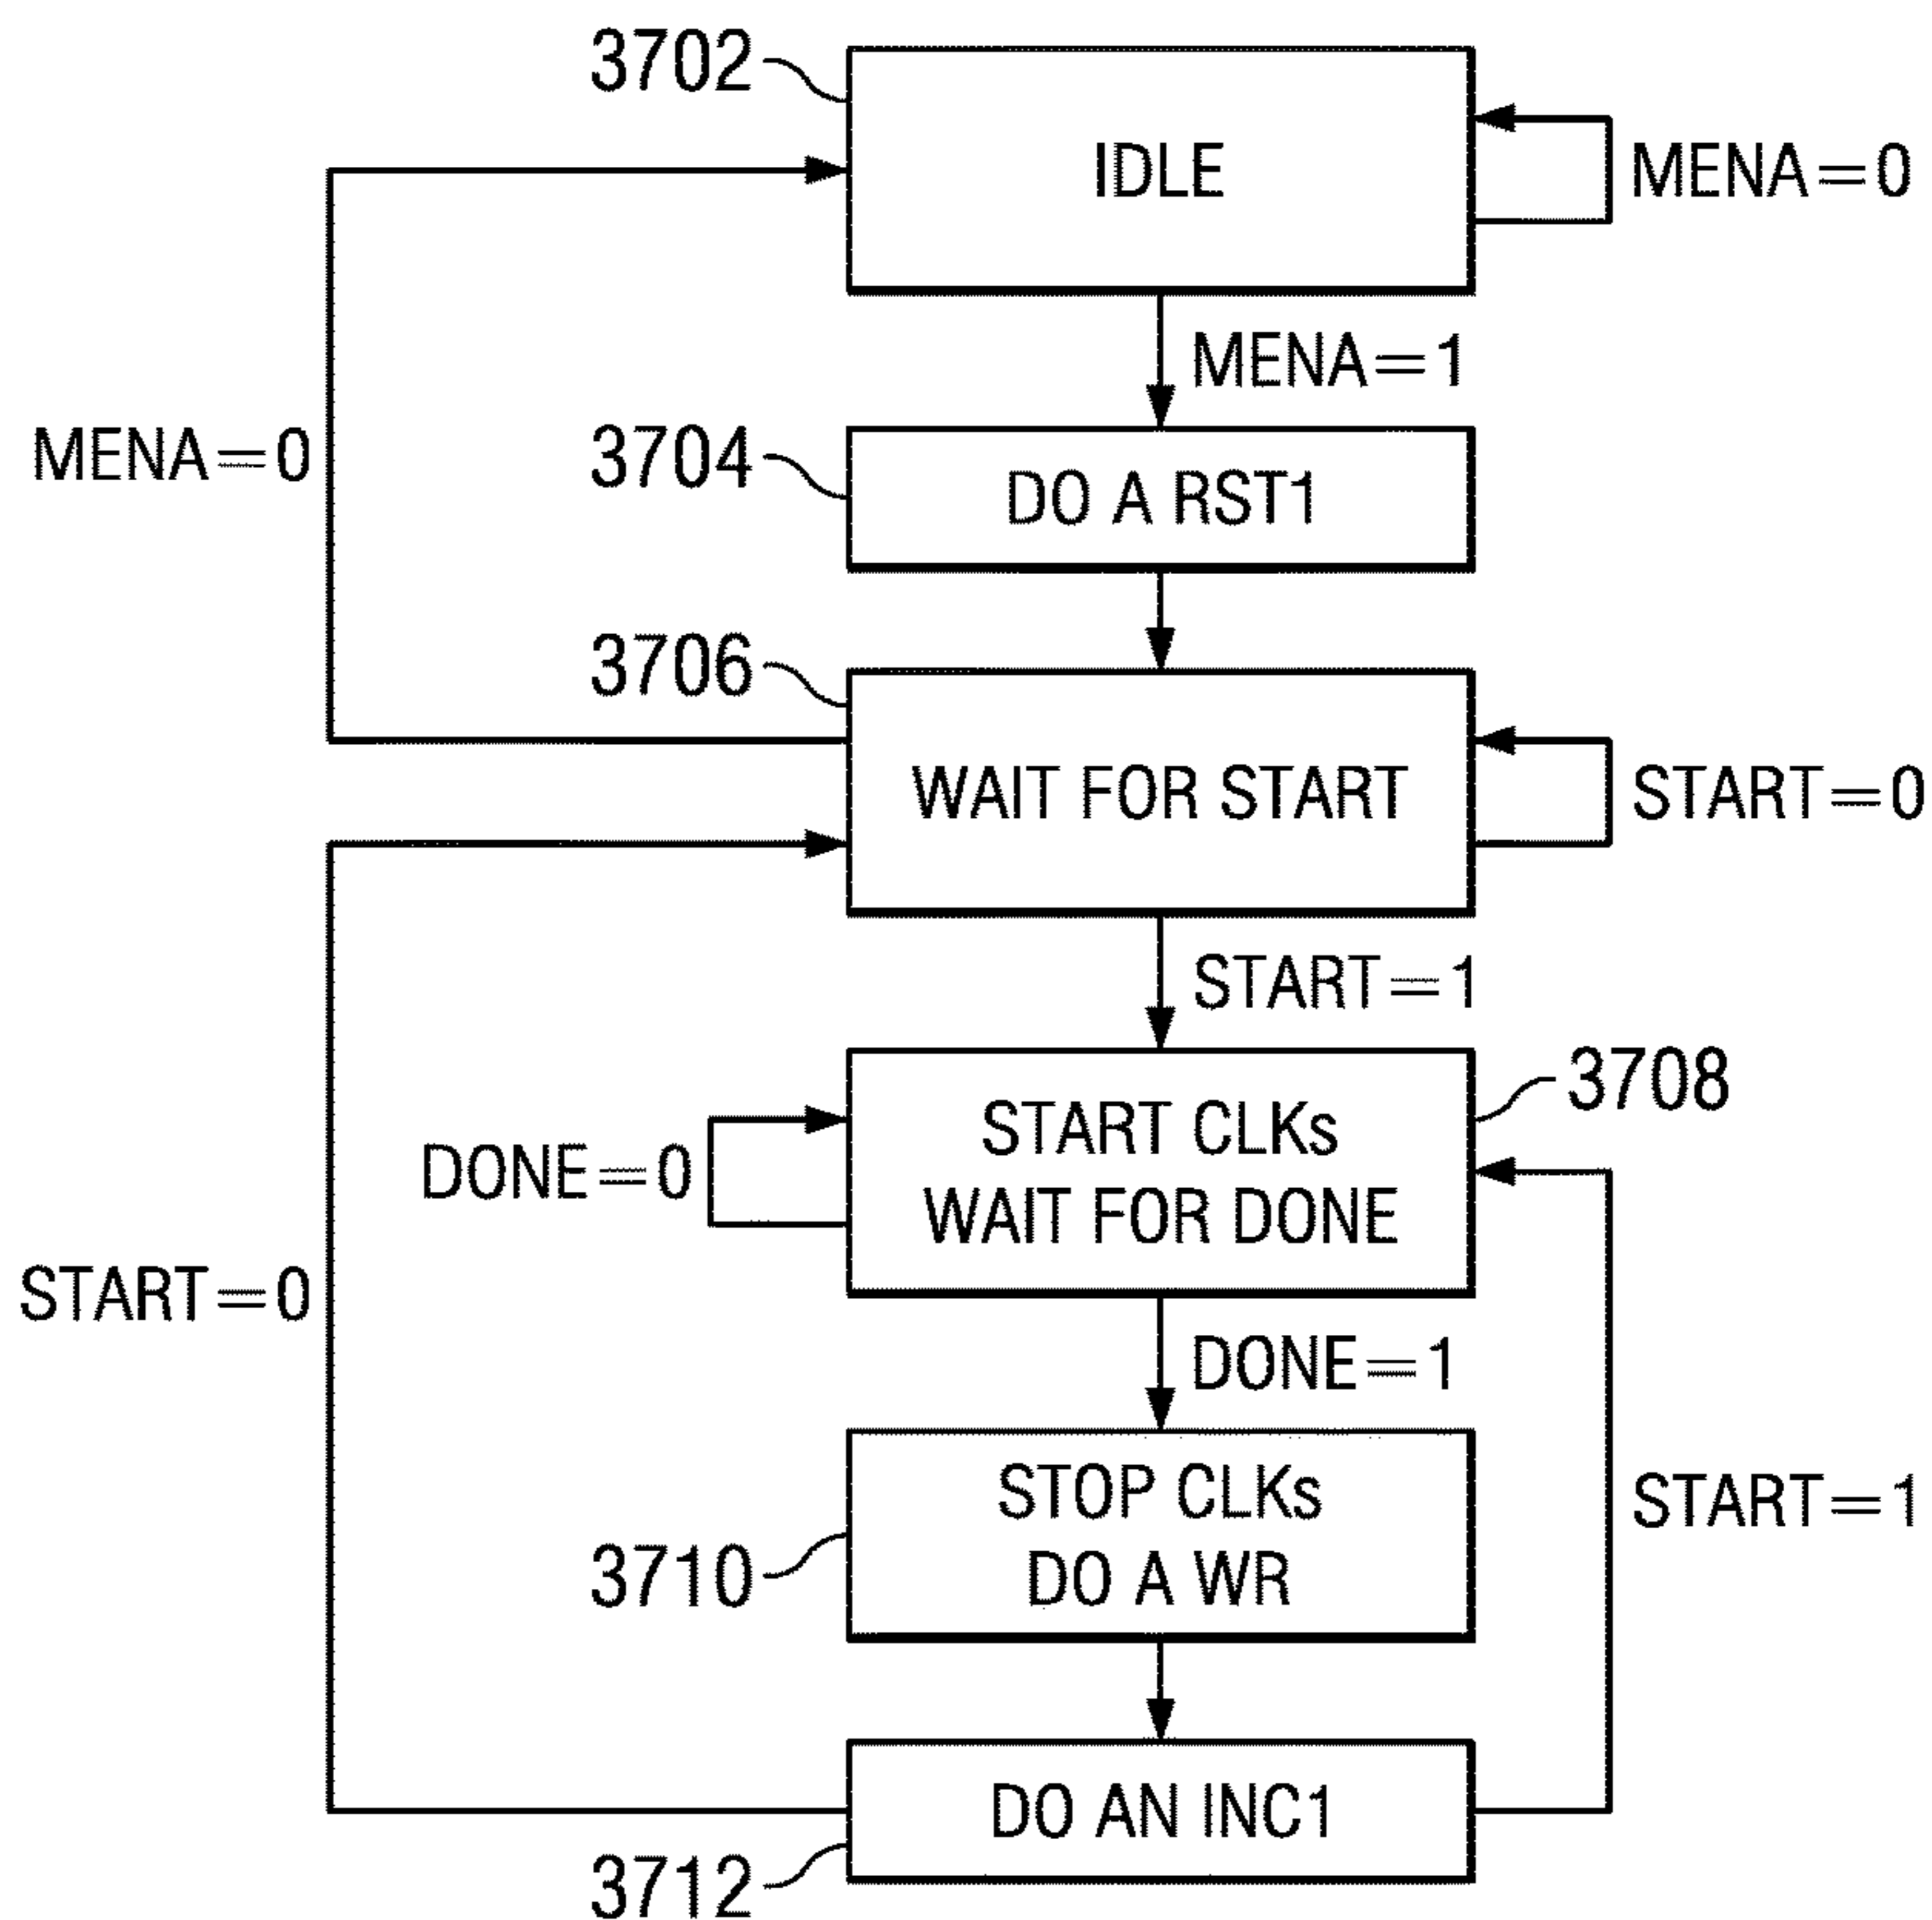 3702
IDLE
MENA=0
MENA=1
MENA=0
3704
DO A RST1
3706
WAIT FOR START
START=0
START=1
3708
START CLKs
DONE=0
WAIT FOR DONE
START=0
DONE=1
STOP CLKs
START=1
3710
DO A WR
DO AN INC1
3712